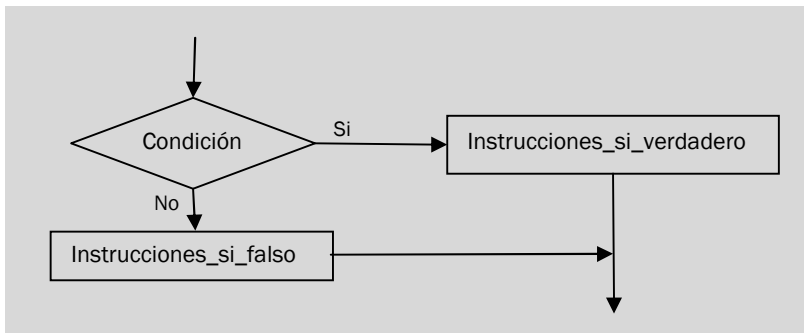 Si
Condición
Instrucciones_si_verdadero
No
Instrucciones_si_falso